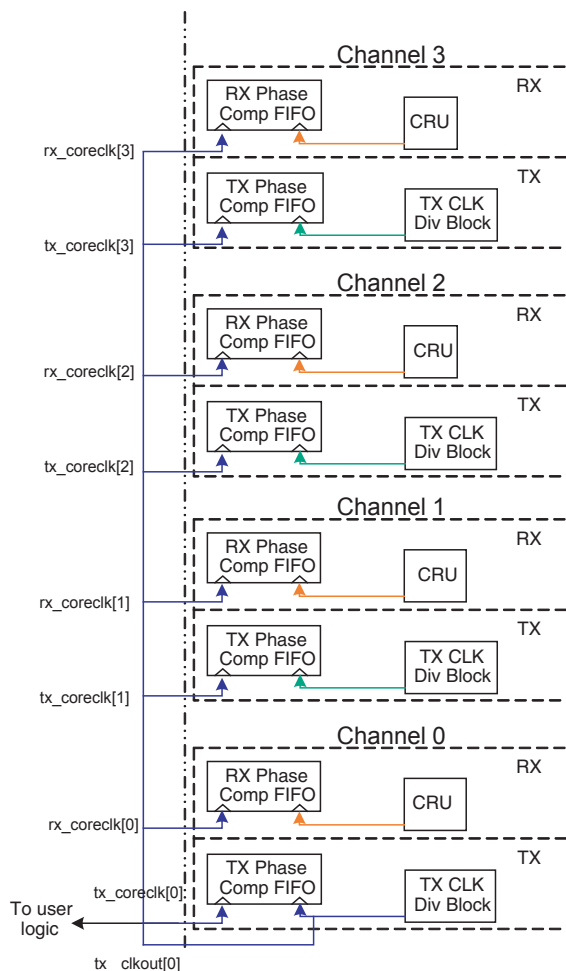 Channel 3
RX
RX Phase
Comp FIFO
CRU
rx_coreclk[3]
TX
TX Phase
Comp FIFO
TX CLK
Div Block
tx_coreclk[3]
Channel 2
RX
RX Phase
Comp FIFO
CRU
rx_coreclk[2]
TX
TX Phase
Comp FIFO
TX CLK
Div Block
tx_coreclk[2]
Channel 1
RX
RX Phase
Comp FIFO
CRU
rx_coreclk[1]
TX
TX Phase
Comp FIFO
TX CLK
Div Block
tx_coreclk[1]
Channel 0
RX
RX Phase
Comp FIFO
CRU
rx_coreclk[0]
TX
TX Phase
Comp FIFO
TX CLK
Div Block
tx_coreclk[0]
To user
logic
tx_clkout[0]